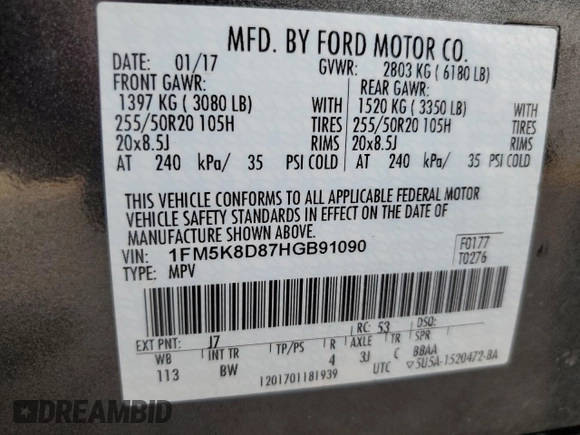 MFD. BY FORD MOTOR CO.
DATE: 01/17 GVWR: 2803 KG ( 6180 LB)
FRONT GAWR: REAR GAWR:
1397 KG ( 3080 LB) WITH 1520 KG ( 3350 LB) WITH
255/50R20 105H TIRES 255/50R20 105H TIRES
20x8.5J RIMS 20x8.5J RIMS
AT 240 kPa/ 35 PSI COLD AT 240 kPa/ 35 PSI COLD
THIS VEHICLE CONFORMS TO ALL APPLICABLE FEDERAL MOTOR
VEHICLE SAFETY STANDARDS IN EFFECT ON THE DATE OF
MANUFACTURE SHOWN ABOVE.
VIN: 1FM5K8D87HGB91090 F0177
TYPE: MPV T0276
EXT PNT: J7 RC: 53 DSO:
WB INT TR TP/PS R AXLE TR SPR
113 BW 4 3J C BBAA
1201701181939 UTC ▽5U5A-1520472-BA
DREAMBID